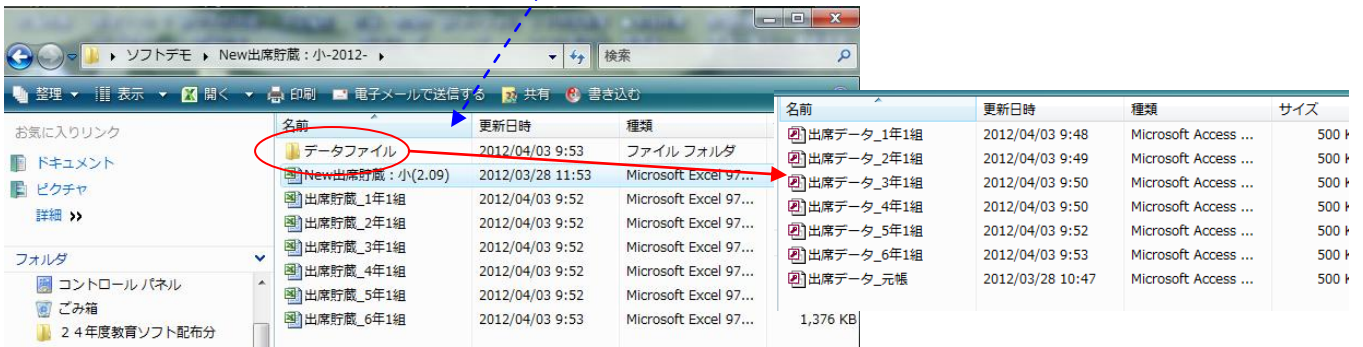 ソフトデモ ▸ New出席貯蔵：小-2012- ▸
検索
整理 表示 開く 印刷 電子メールで送信する 共有 書き込む
お気に入りリンク
ドキュメント
ピクチャ
詳細 >>
フォルダ
コントロール パネル
ごみ箱
２４年度教育ソフト配布分
名前 更新日時 種類
データファイル 2012/04/03 9:53 ファイル フォルダ
New出席貯蔵：小(2.09) 2012/03/28 11:53 Microsoft Excel 97...
出席貯蔵_1年1組 2012/04/03 9:52 Microsoft Excel 97...
出席貯蔵_2年1組 2012/04/03 9:52 Microsoft Excel 97...
出席貯蔵_3年1組 2012/04/03 9:52 Microsoft Excel 97...
出席貯蔵_4年1組 2012/04/03 9:52 Microsoft Excel 97...
出席貯蔵_5年1組 2012/04/03 9:52 Microsoft Excel 97...
出席貯蔵_6年1組 2012/04/03 9:53 Microsoft Excel 97... 1,376 KB
名前 更新日時 種類 サイズ
出席データ_1年1組 2012/04/03 9:48 Microsoft Access ... 500 K
出席データ_2年1組 2012/04/03 9:49 Microsoft Access ... 500 K
出席データ_3年1組 2012/04/03 9:50 Microsoft Access ... 500 K
出席データ_4年1組 2012/04/03 9:50 Microsoft Access ... 500 K
出席データ_5年1組 2012/04/03 9:52 Microsoft Access ... 500 K
出席データ_6年1組 2012/04/03 9:53 Microsoft Access ... 500 K
出席データ_元帳 2012/03/28 10:47 Microsoft Access ... 500 K